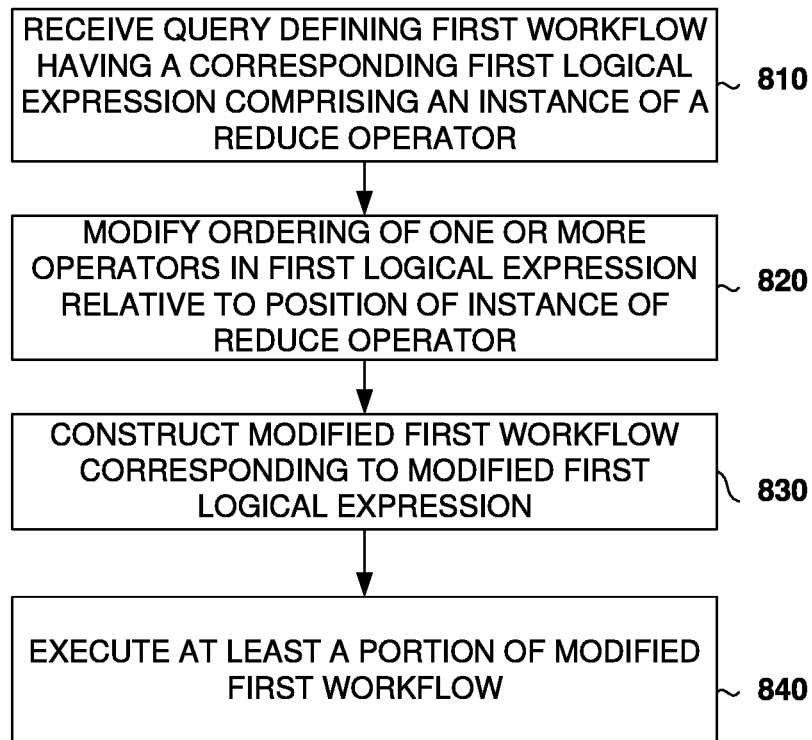 RECEIVE QUERY DEFINING FIRST WORKFLOW
HAVING A CORRESPONDING FIRST LOGICAL
EXPRESSION COMPRISING AN INSTANCE OF A
REDUCE OPERATOR
810
MODIFY ORDERING OF ONE OR MORE
OPERATORS IN FIRST LOGICAL EXPRESSION
RELATIVE TO POSITION OF INSTANCE OF
REDUCE OPERATOR
820
CONSTRUCT MODIFIED FIRST WORKFLOW
CORRESPONDING TO MODIFIED FIRST
LOGICAL EXPRESSION
830
EXECUTE AT LEAST A PORTION OF MODIFIED
FIRST WORKFLOW
840